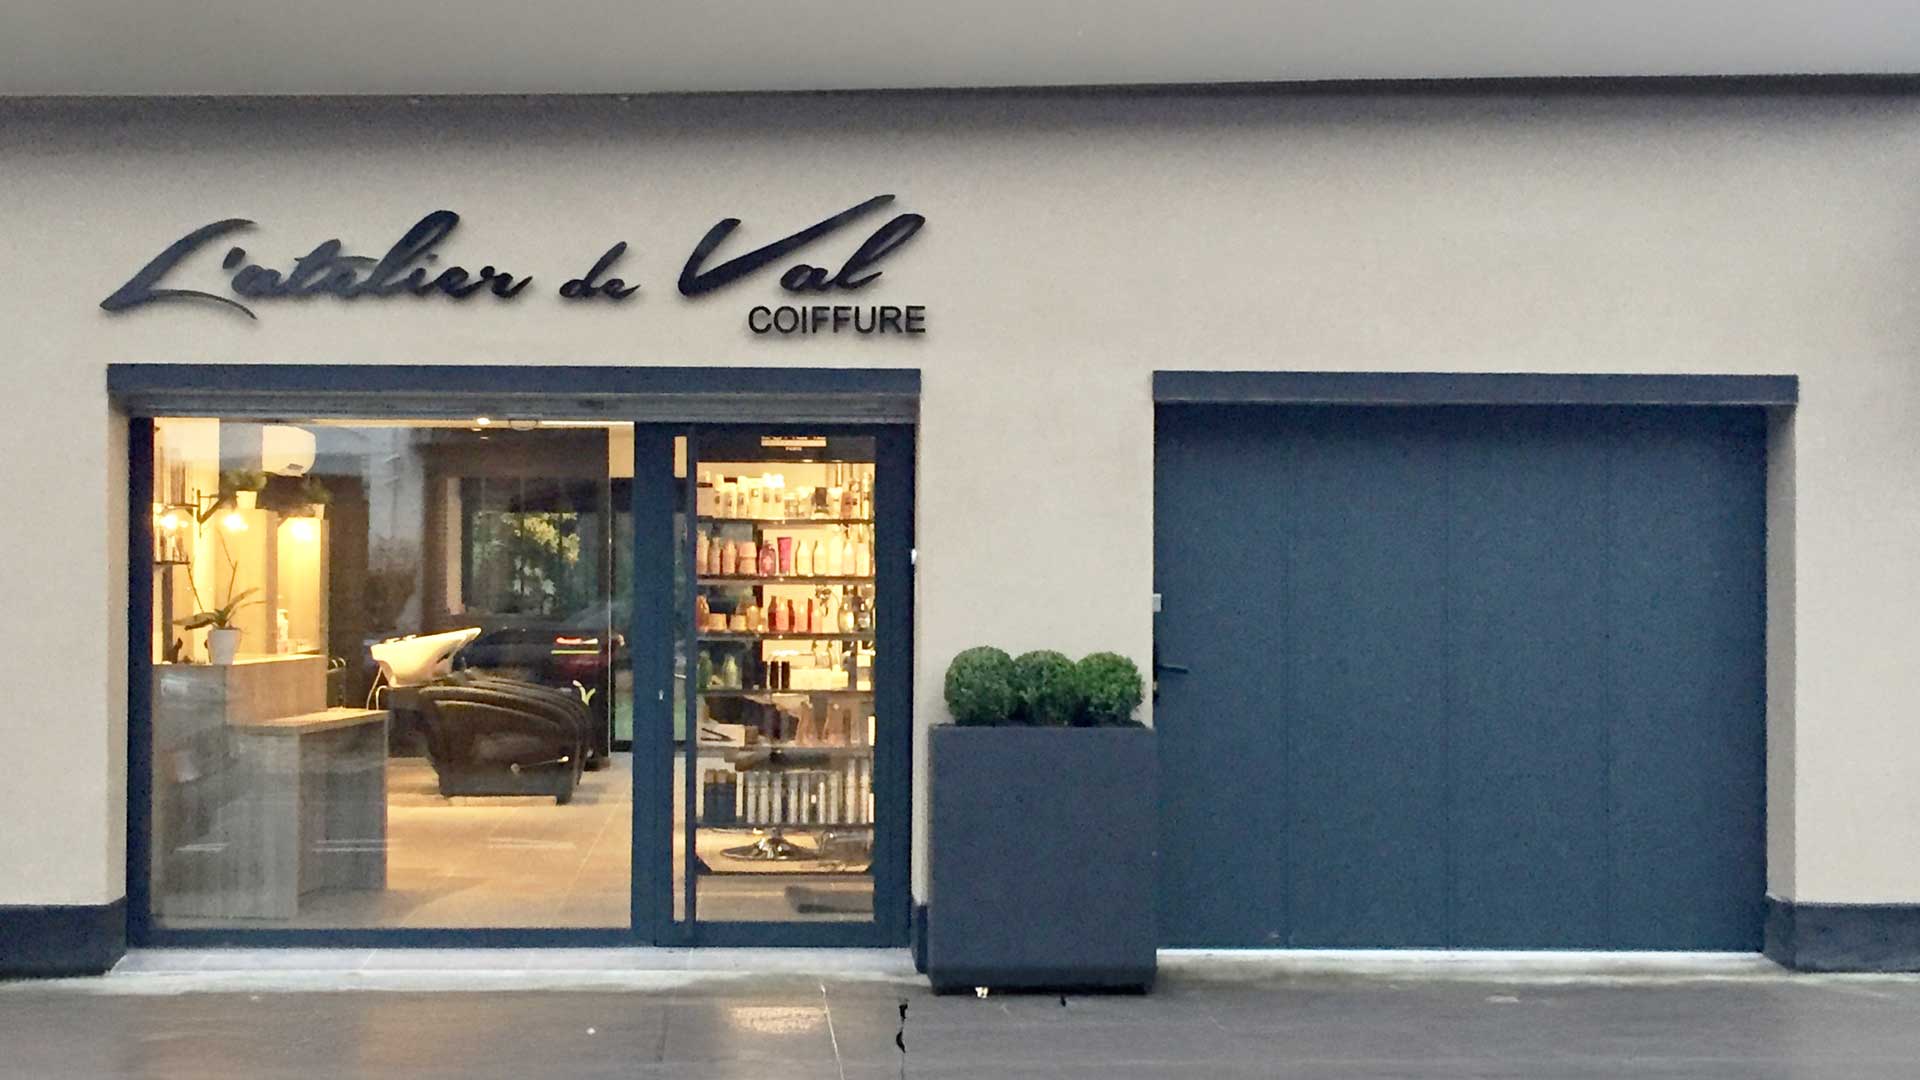 L'atelier de Val
COIFFURE